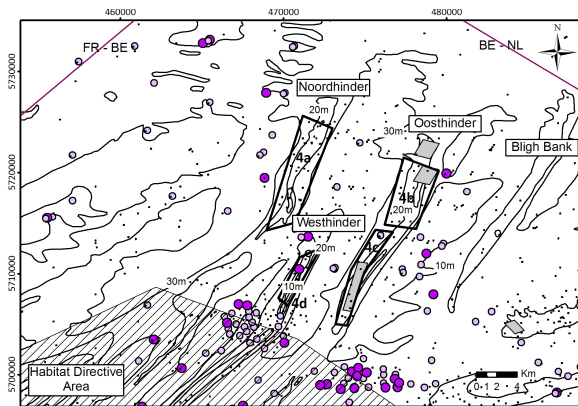 460000 470000 480000
FR - BE
BE - NL
N
5730000
Noordhinder
20m
30m
Oosthinder
Bligh Bank
4a
5720000
4b
20m
Westhinder
20m
4c
5710000
10m
30m
10m
4d
Habitat Directive
Area
5700000
Km
0 1 2 4